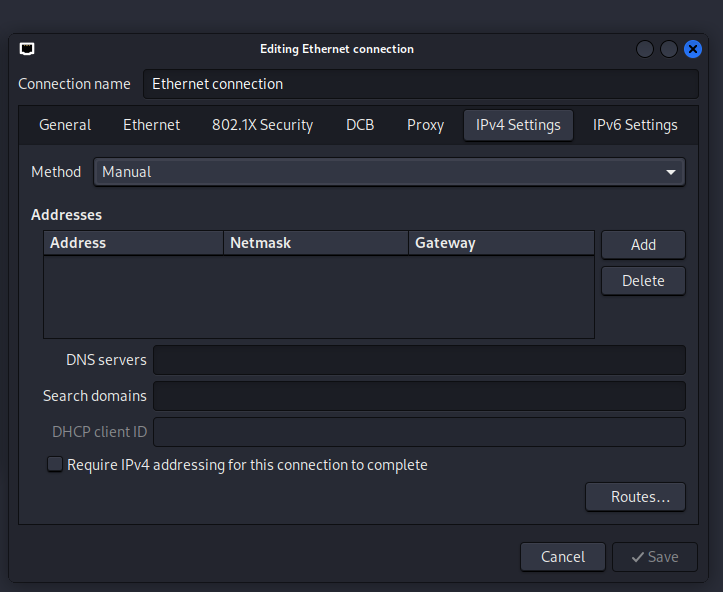 Editing Ethernet connection
Connection name Ethernet connection
General Ethernet 802.1X Security DCB Proxy IPv4 Settings IPv6 Settings
Method Manual
Addresses
Address Netmask Gateway Add
Delete
DNS servers
Search domains
DHCP client ID
Require IPv4 addressing for this connection to complete
Routes...
Cancel Save